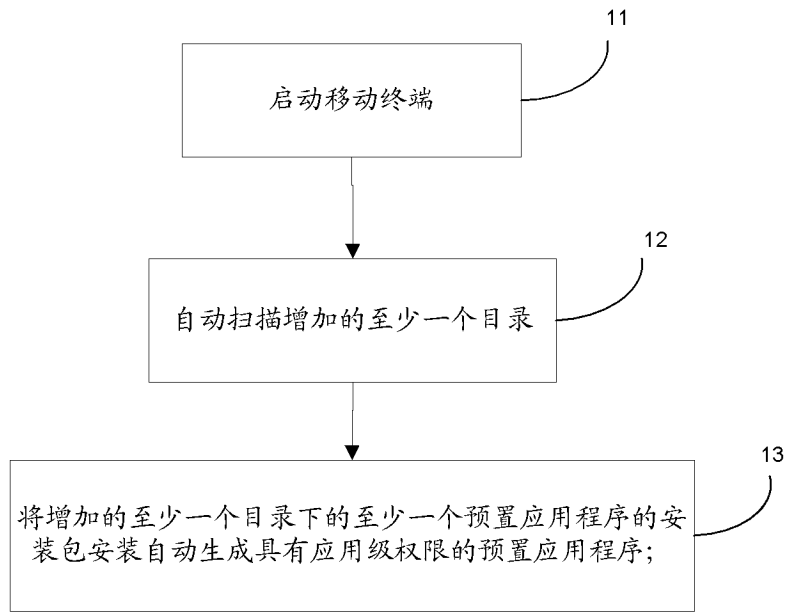 11
启动移动终端
12
自动扫描增加的至少一个目录
13
将增加的至少一个目录下的至少一个预置应用程序的安
装包安装自动生成具有应用级权限的预置应用程序;